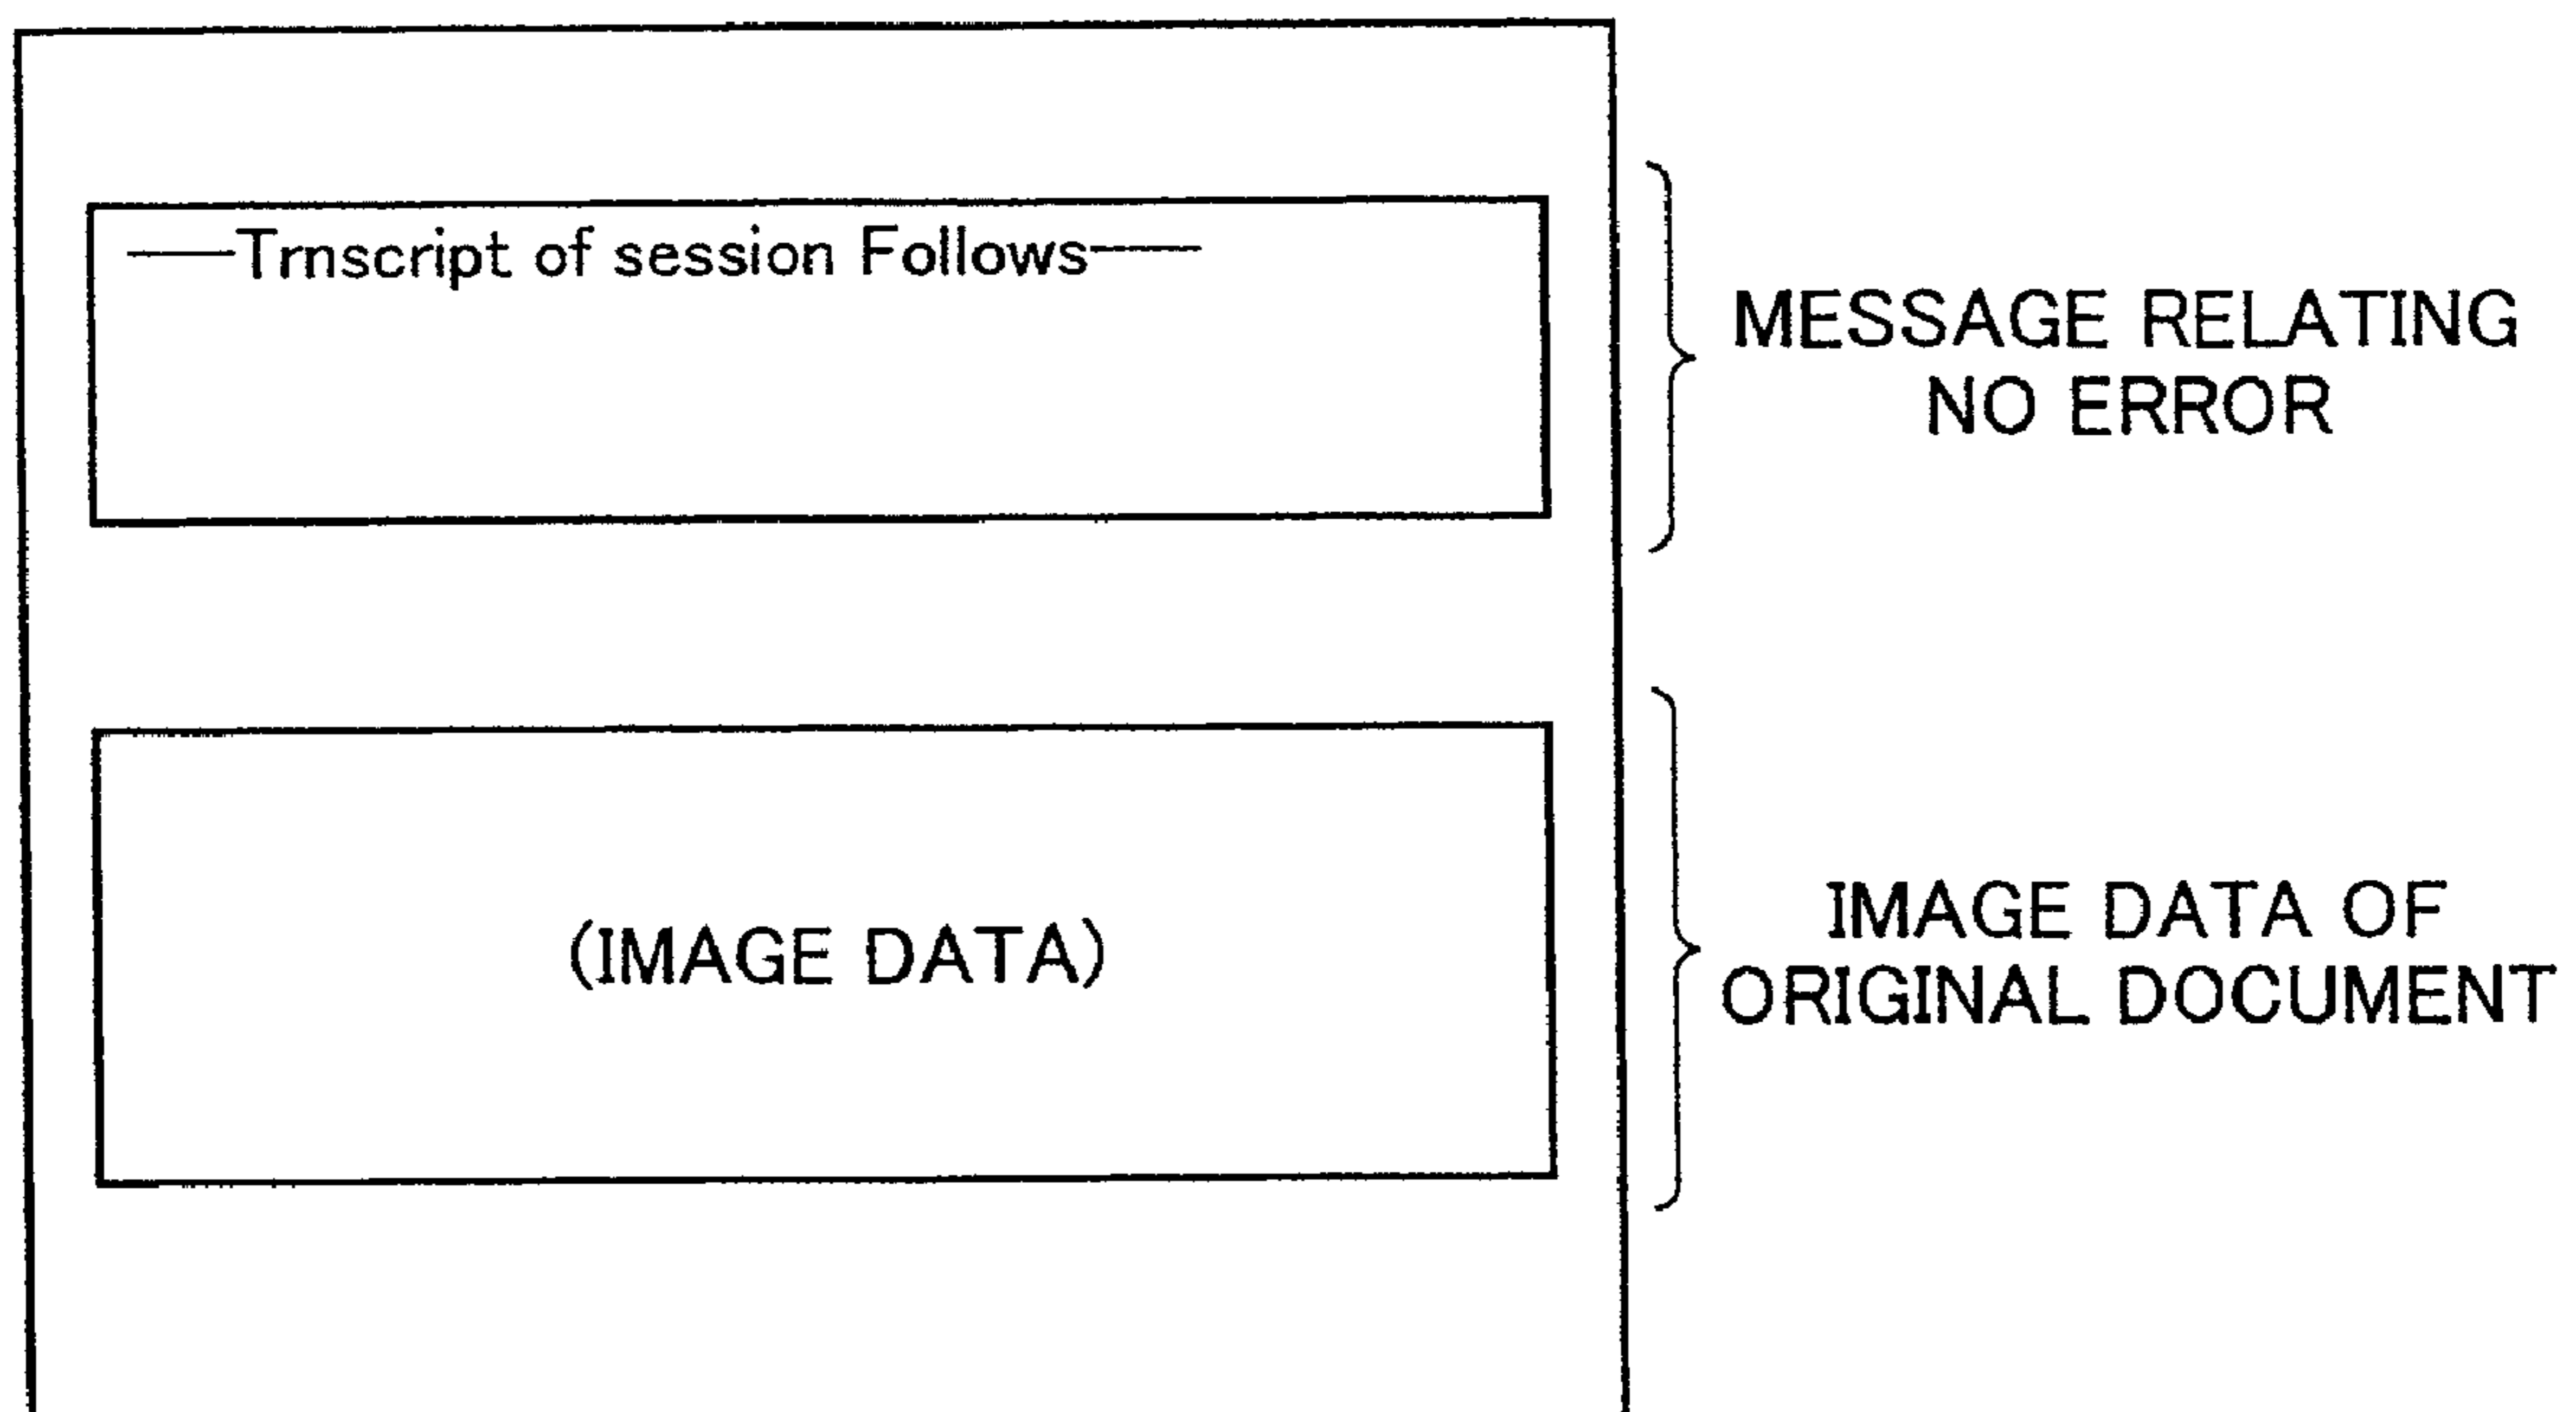 ——Trnscript of session Follows——
MESSAGE RELATING
NO ERROR
(IMAGE DATA)
IMAGE DATA OF
ORIGINAL DOCUMENT